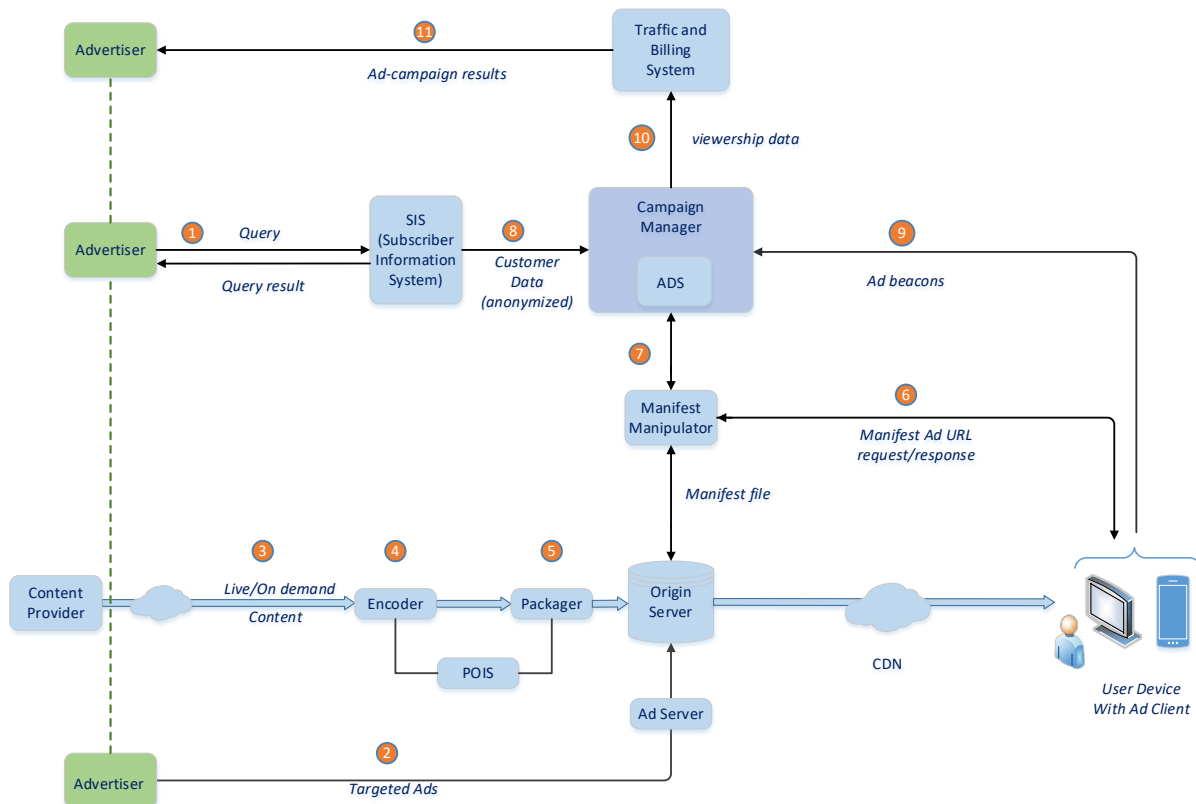 11
Advertiser
Traffic and
Billing
System
Ad-campaign results
10
viewership data
Advertiser
1
Query
Query result
SIS
(Subscriber
Information
System)
8
Customer
Data
(anonymized)
Campaign
Manager
ADS
9
Ad beacons
7
Manifest
Manipulator
6
Manifest Ad URL
request/response
Manifest file
Content
Provider
3
Live/On demand
Content
4
Encoder
5
Packager
POIS
Origin
Server
CDN
User Device
With Ad Client
Ad Server
Advertiser
2
Targeted Ads